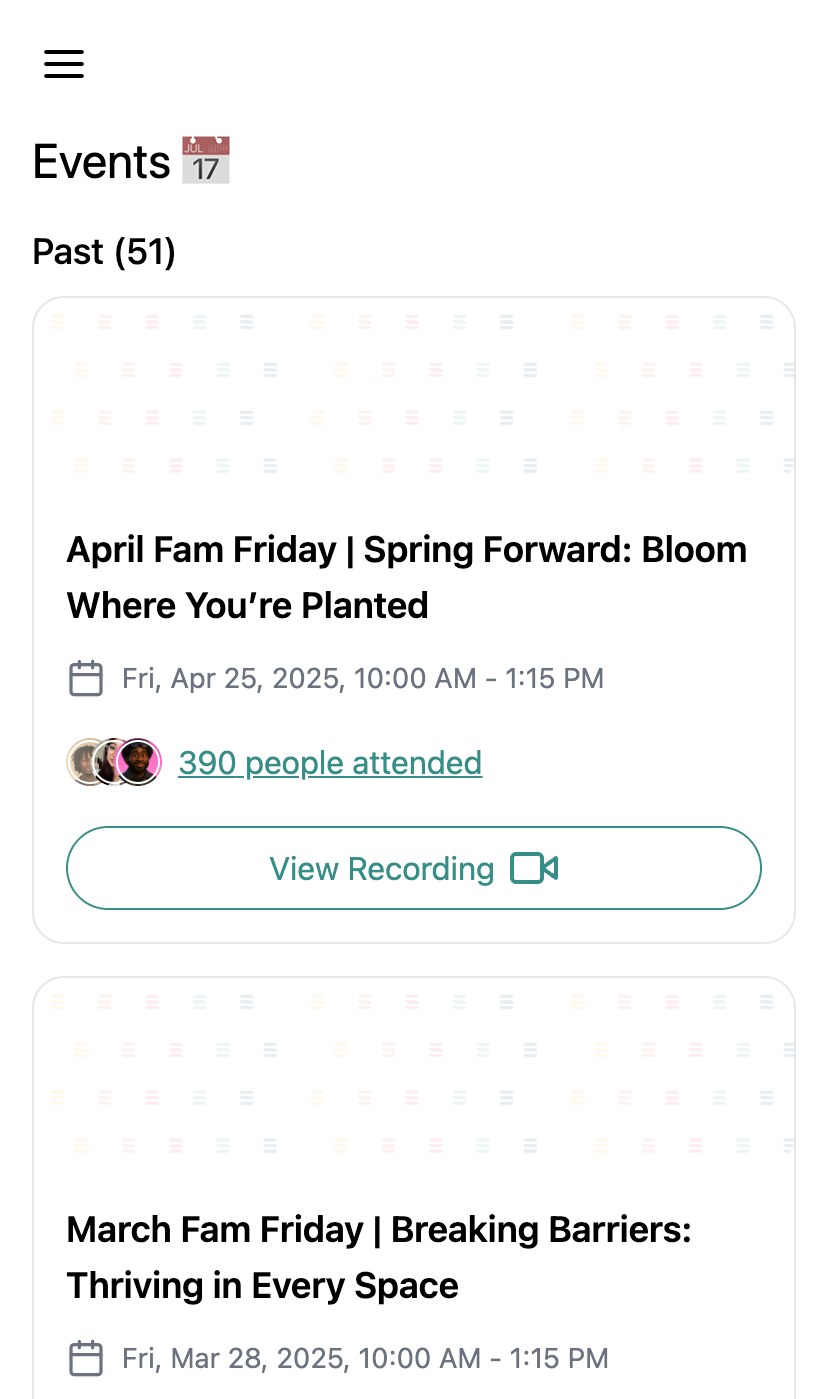 Events
JUL
17
Past (51)
April Fam Friday | Spring Forward: Bloom
Where You’re Planted
Fri, Apr 25, 2025, 10:00 AM - 1:15 PM
390 people attended
View Recording
March Fam Friday | Breaking Barriers:
Thriving in Every Space
Fri, Mar 28, 2025, 10:00 AM - 1:15 PM